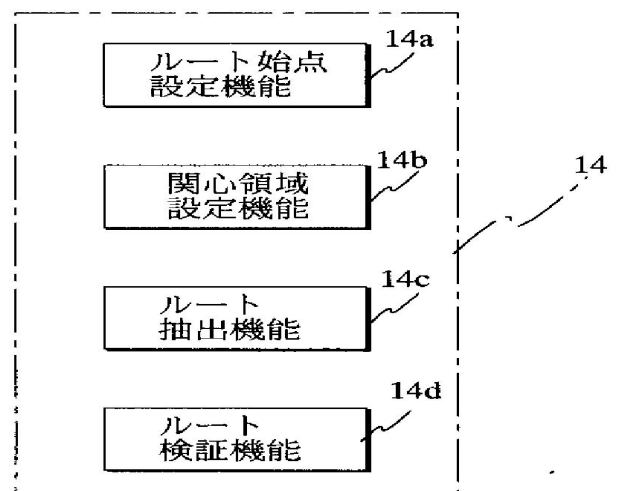 14a
ルート始点
設定機能
14b
関心領域
設定機能
14
14c
ルート
抽出機能
14d
ルート
検証機能